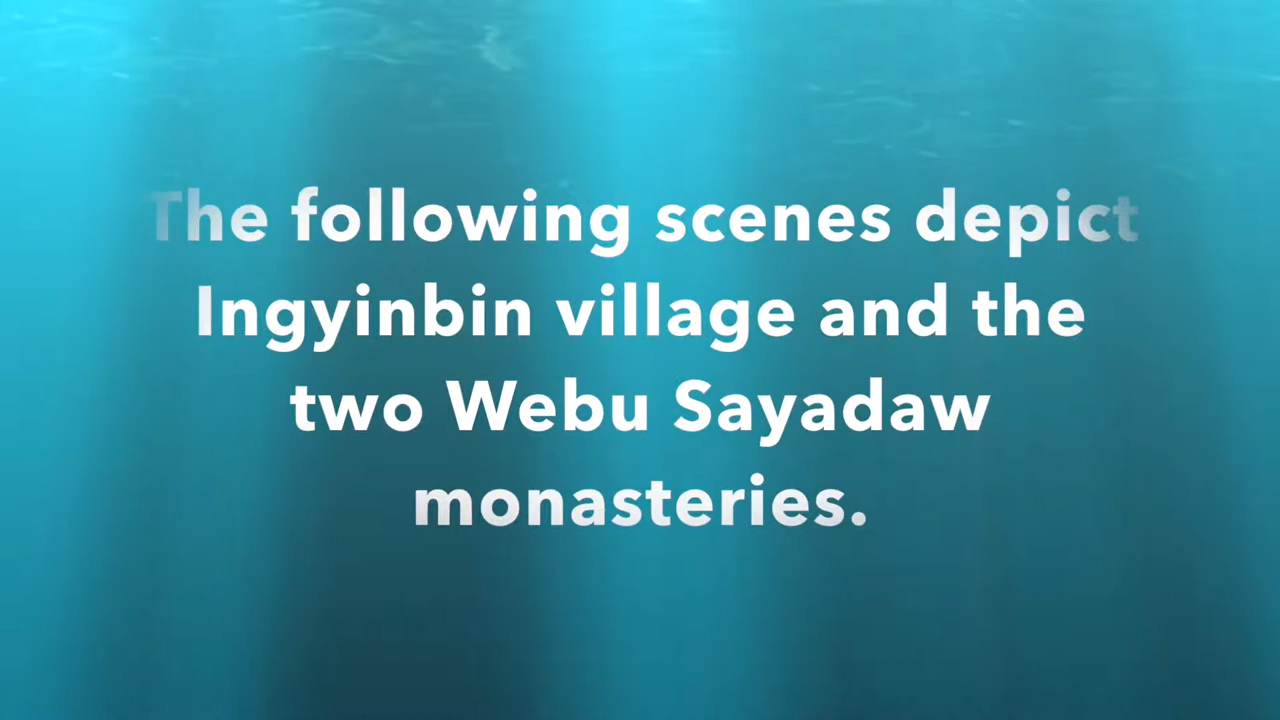 The following scenes depict
Ingyinbin village and the
two Webu Sayadaw
monasteries.